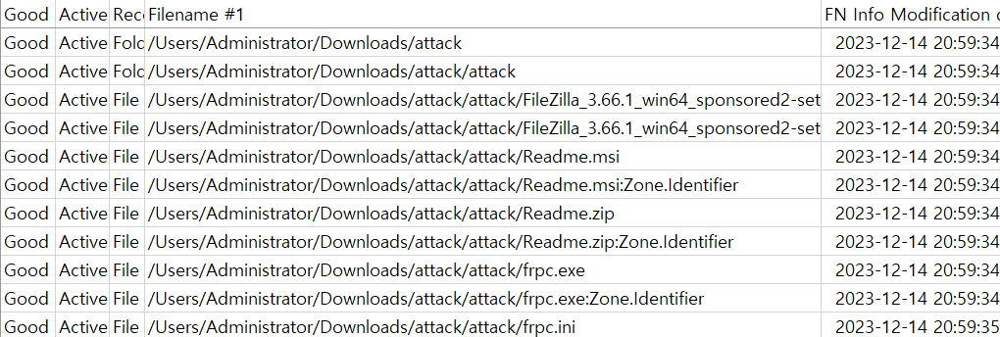 Good Active Rec Filename #1 FN Info Modification d
Good Active Fold /Users/Administrator/Downloads/attack 2023-12-14 20:59:34
Good Active Fold /Users/Administrator/Downloads/attack/attack 2023-12-14 20:59:34
Good Active File /Users/Administrator/Downloads/attack/attack/FileZilla_3.66.1_win64_sponsored2-set 2023-12-14 20:59:34
Good Active File /Users/Administrator/Downloads/attack/attack/FileZilla_3.66.1_win64_sponsored2-set 2023-12-14 20:59:34
Good Active File /Users/Administrator/Downloads/attack/attack/Readme.msi 2023-12-14 20:59:34
Good Active File /Users/Administrator/Downloads/attack/attack/Readme.msi:Zone.Identifier 2023-12-14 20:59:34
Good Active File /Users/Administrator/Downloads/attack/attack/Readme.zip 2023-12-14 20:59:34
Good Active File /Users/Administrator/Downloads/attack/attack/Readme.zip:Zone.Identifier 2023-12-14 20:59:34
Good Active File /Users/Administrator/Downloads/attack/attack/frpc.exe 2023-12-14 20:59:34
Good Active File /Users/Administrator/Downloads/attack/attack/frpc.exe:Zone.Identifier 2023-12-14 20:59:34
Good Active File /Users/Administrator/Downloads/attack/attack/frpc.ini 2023-12-14 20:59:35